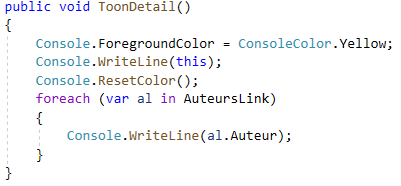 public void ToonDetail()
{
    Console.ForegroundColor = ConsoleColor.Yellow;
    Console.WriteLine(this);
    Console.ResetColor();
    foreach (var al in AuteursLink)
    {
        Console.WriteLine(al.Auteur);
    }
}